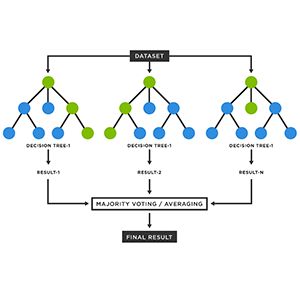 DATASET
DECISION TREE-1
DECISION TREE-1
DECISION TREE-1
RESULT-1
RESULT-2
RESULT-N
MAJORITY VOTING / AVERAGING
FINAL RESULT